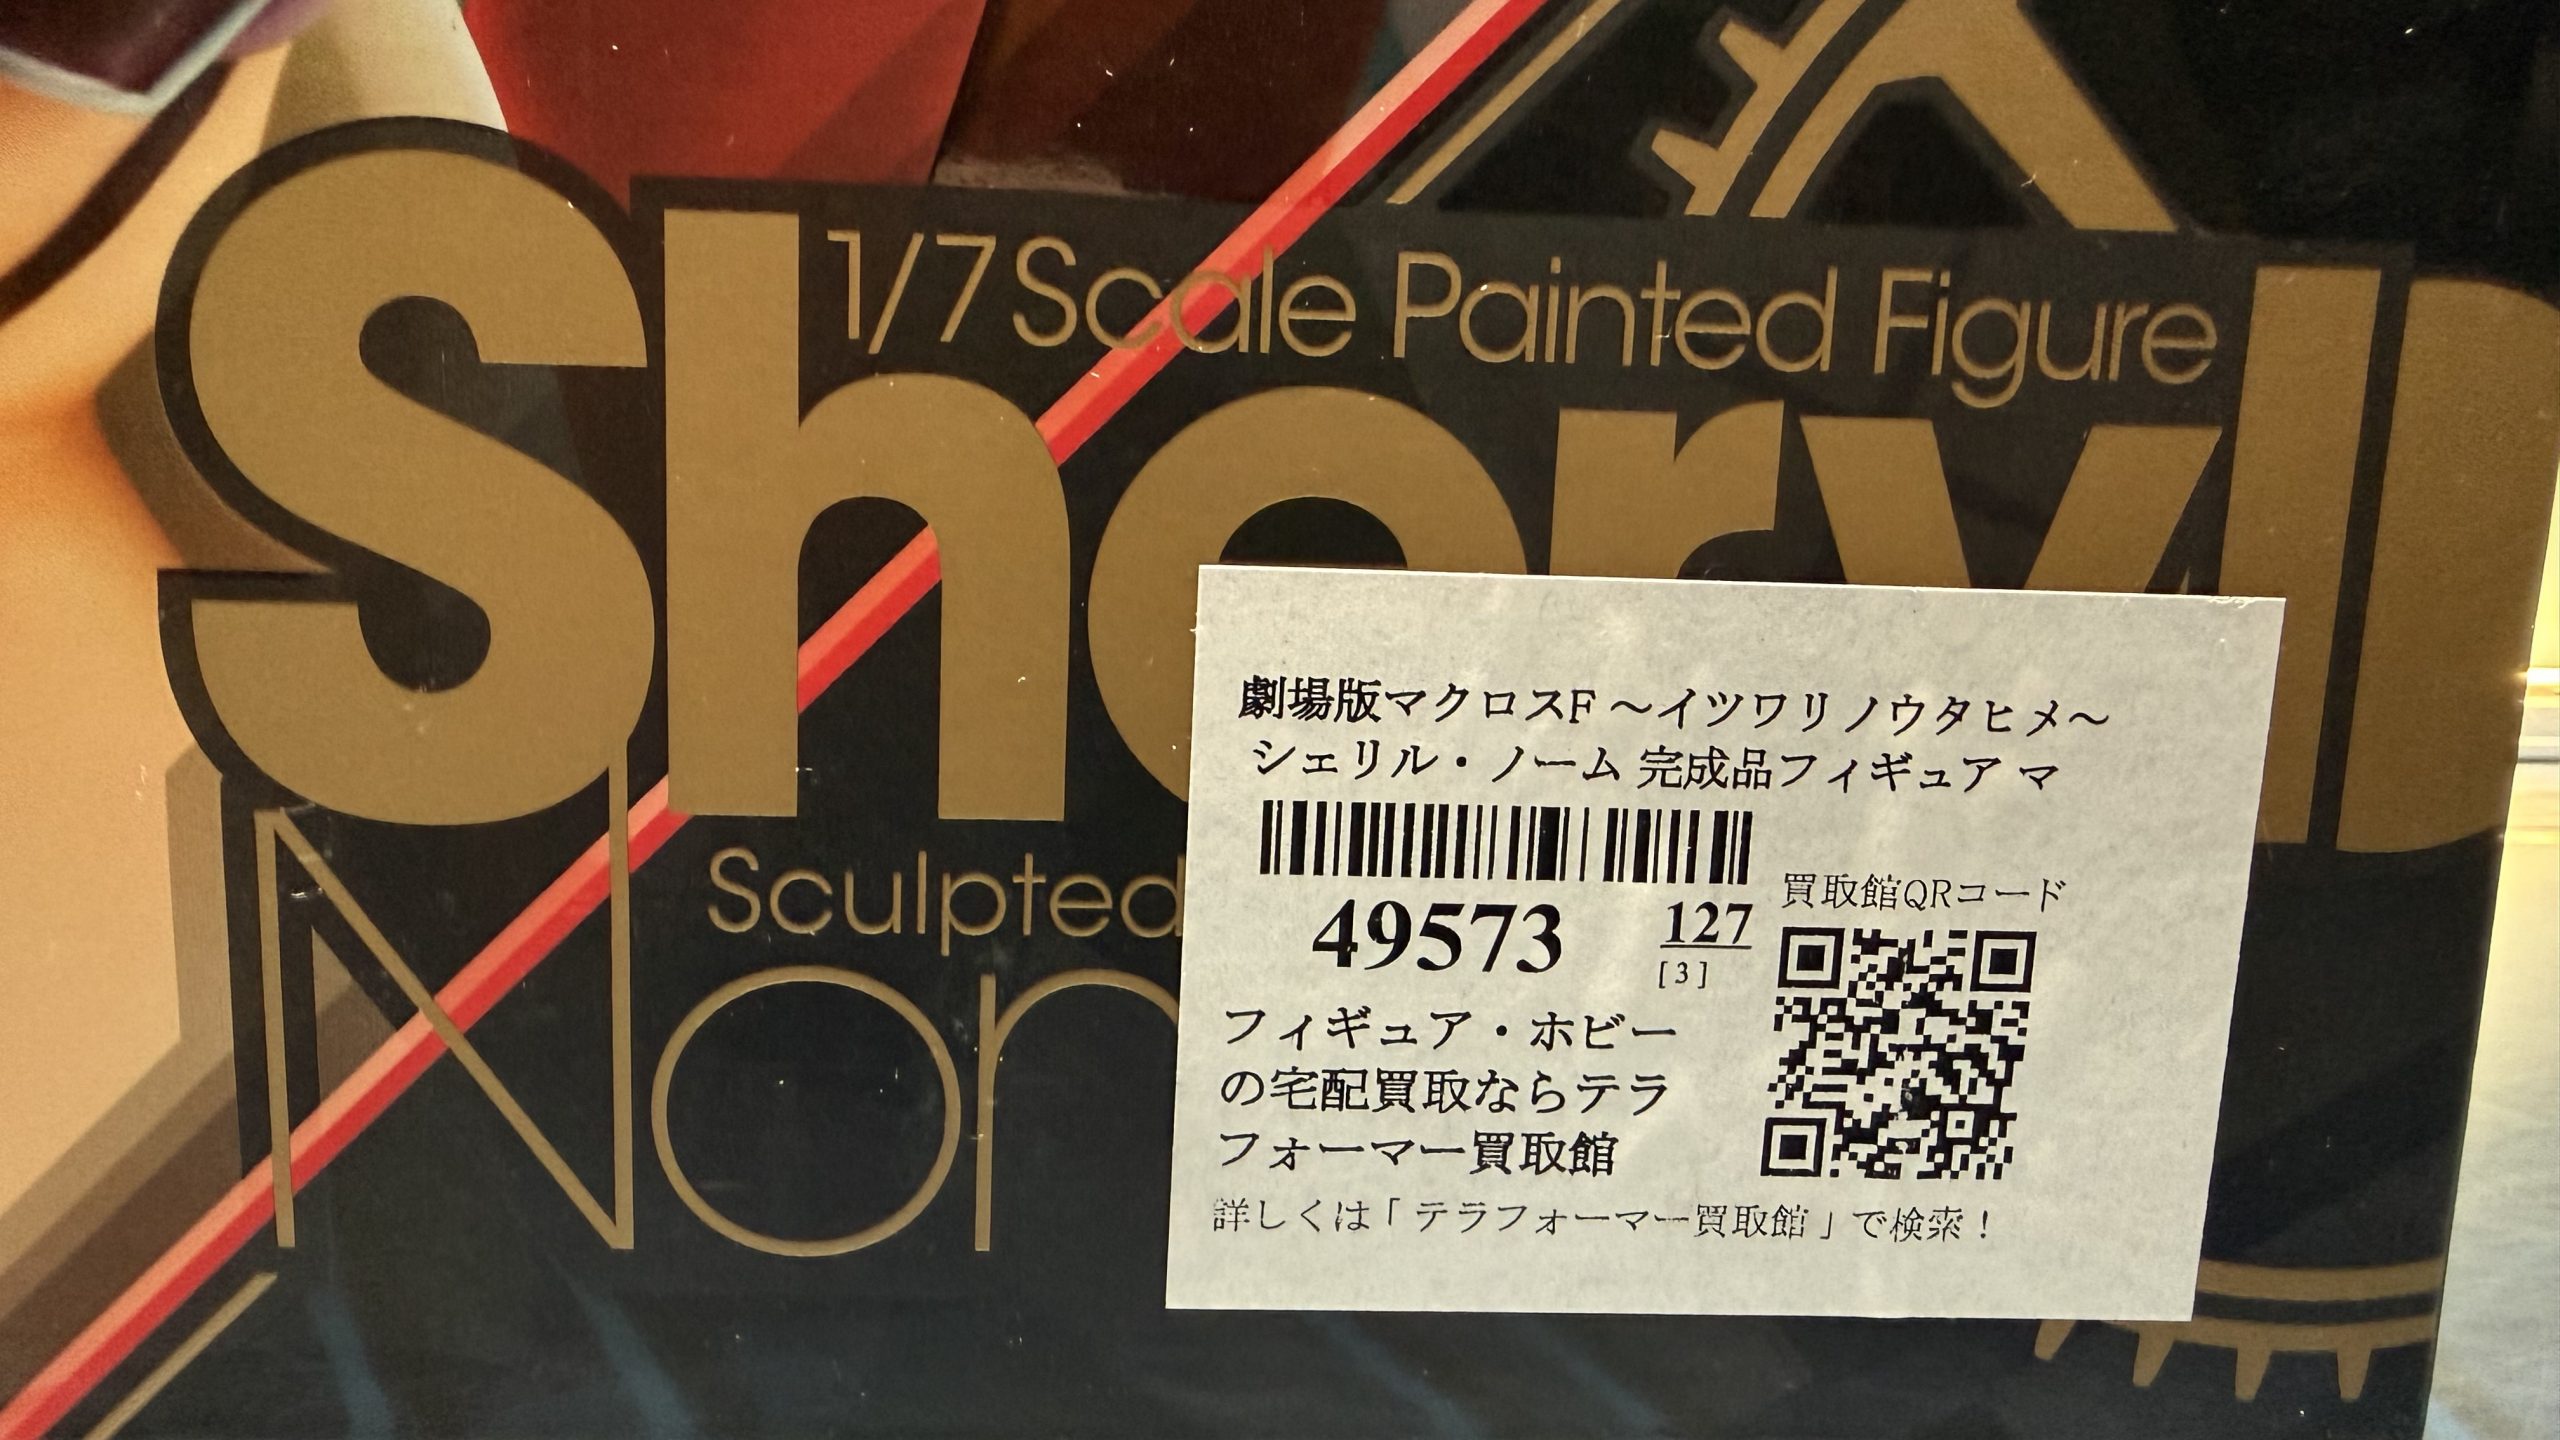 1/7 Scale Painted Figure
Sheryl
Sculpted
Nom
劇場版マクロスF ～イツワリノウタヒメ～
シェリル・ノーム 完成品フィギュア マ
49573 127
[3]
買取館QRコード
フィギュア・ホビー
の宅配買取ならテラ
フォーマー買取館
詳しくは「テラフォーマー買取館」で検索！